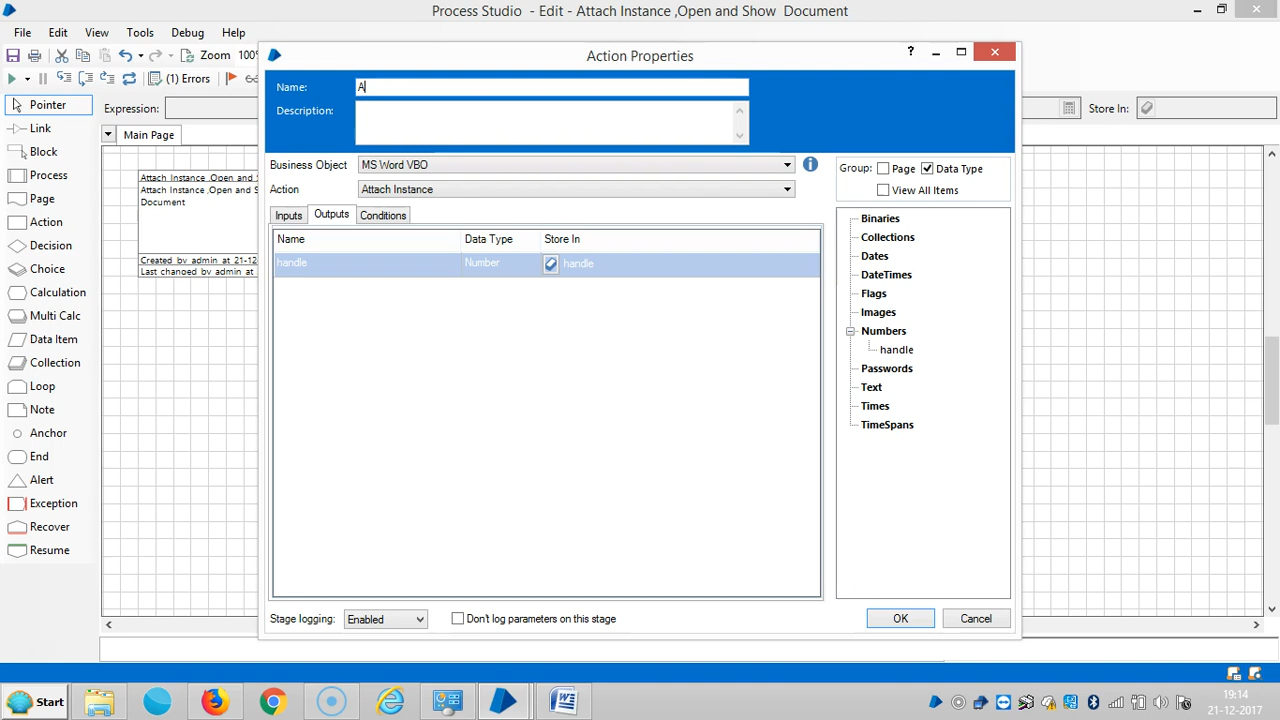 Process Studio - Edit - Attach Instance ,Open and Show Document
File Edit View Tools Debug Help
Zoom 100%
(1) Errors
Expression:
Store In:
Pointer
Link
Block
Process
Page
Action
Decision
Choice
Calculation
Multi Calc
Data Item
Collection
Loop
Note
Anchor
End
Alert
Exception
Recover
Resume
Main Page
Attach Instance ,Open and S
Attach Instance ,Open and S
Document
Created by admin at 21-12
Last changed by admin at
Action Properties
?
Name: A
Description:
Business Object MS Word VBO
Action Attach Instance
Inputs Outputs Conditions
Name Data Type Store In
handle Number handle
Group: Page Data Type
View All Items
Binaries
Collections
Dates
DateTimes
Flags
Images
Numbers
handle
Passwords
Text
Times
TimeSpans
Stage logging: Enabled Don't log parameters on this stage
OK Cancel
Start
19:14
21-12-2017